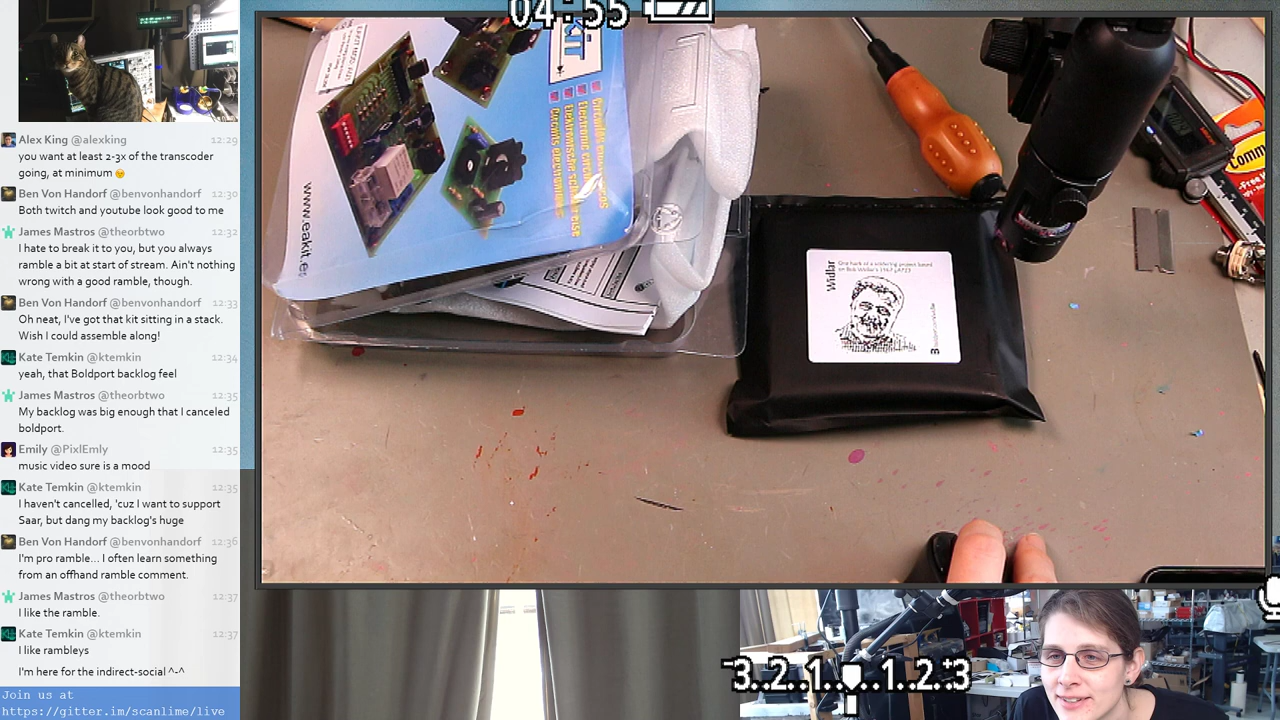 04:55
Alex King @alexking 12:29
you want at least 2-3x of the transcoder
going, at minimum
Ben Von Handorf @benvonhandorf 12:30
Both twitch and youtube look good to me
James Mastros @theorbtwo 12:32
I hate to break it to you, but you always
ramble a bit at start of stream. Ain't nothing
wrong with a good ramble, though.
Ben Von Handorf @benvonhandorf 12:33
Oh neat, I've got that kit sitting in a stack.
Wish I could assemble along!
Kate Temkin @ktemkin 12:34
yeah, that Boldport backlog feel
James Mastros @theorbtwo 12:35
My backlog was big enough that I canceled
boldport.
Emily @PixlEmly 12:35
music video sure is a mood
Kate Temkin @ktemkin 12:35
I haven't cancelled, 'cuz I want to support
Saar, but dang my backlog's huge
Ben Von Handorf @benvonhandorf 12:36
I'm pro ramble... I often learn something
from an offhand ramble comment.
James Mastros @theorbtwo 12:37
I like the ramble.
Kate Temkin @ktemkin 12:37
I like rambleys
I'm here for the indirect-social ^-^
Join us at
https://gitter.im/scanlime/live
KIT
Widlar
Comm
-3..2..1...1..2..+3